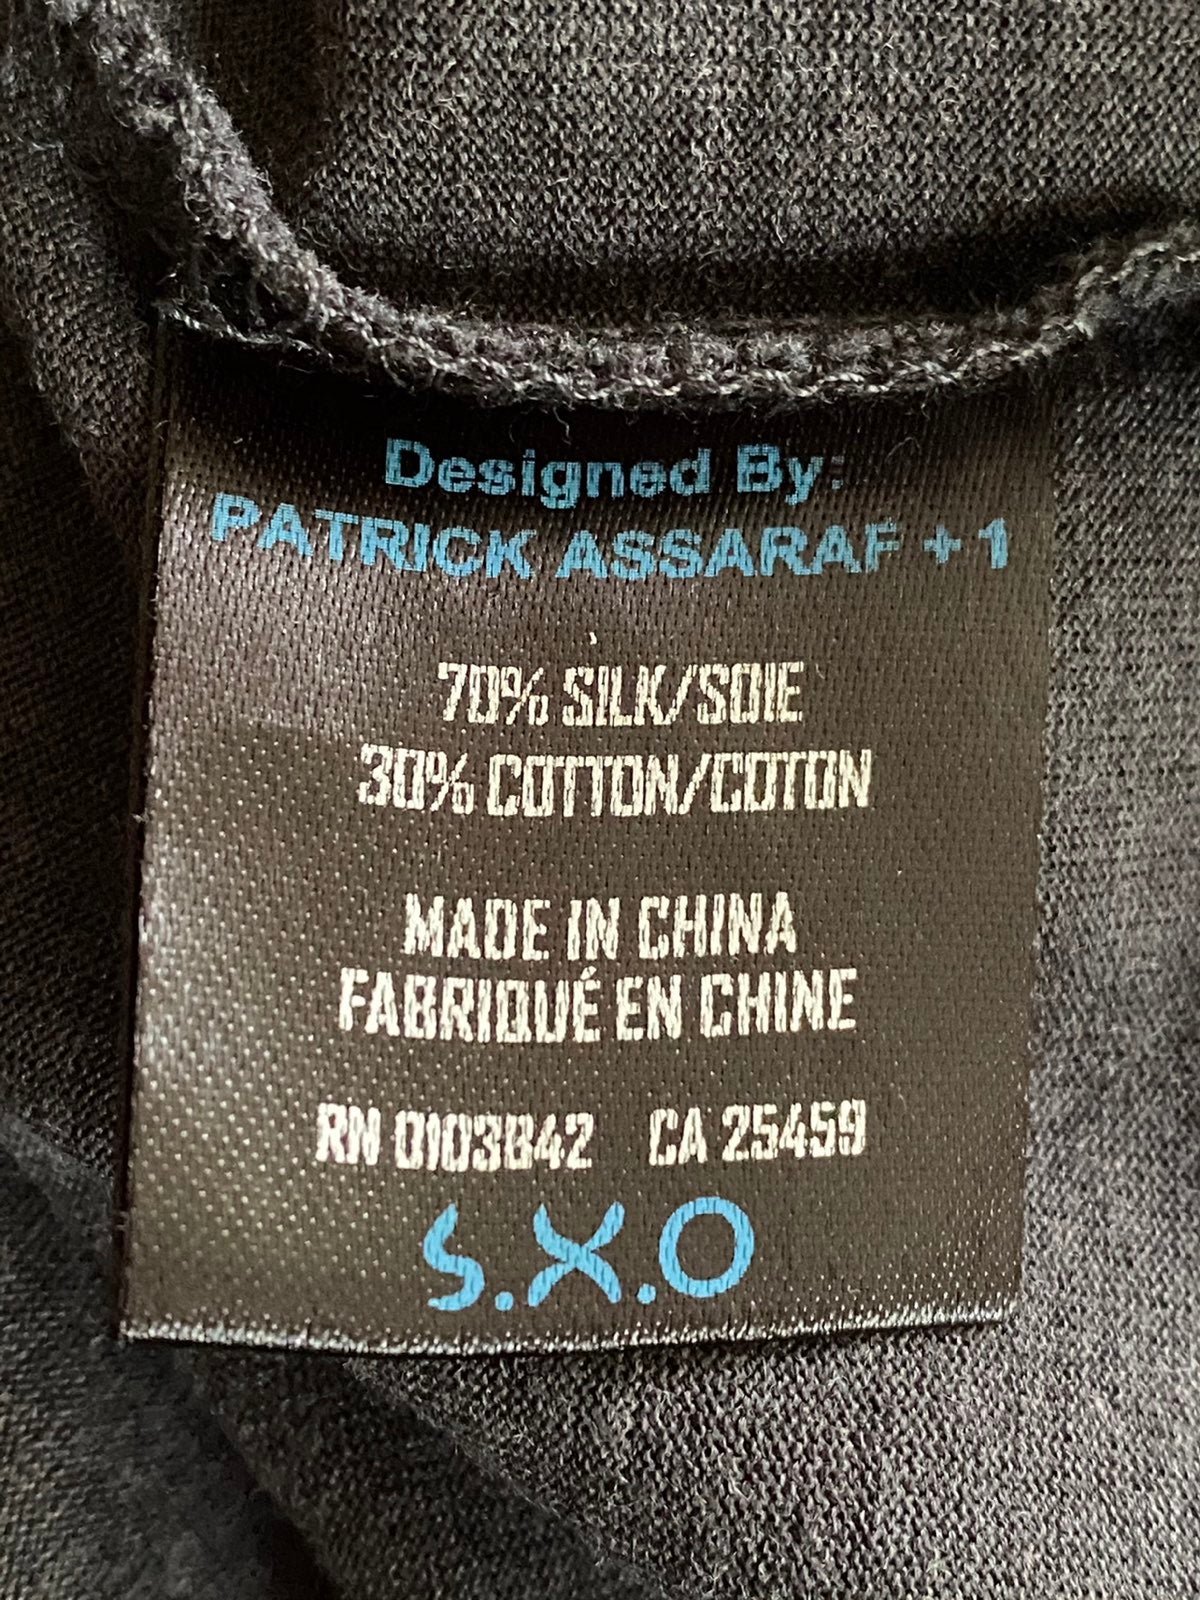 Designed By:
PATRICK ASSARAF + 1
70% SILK/SOIE
30% COTTON/COTON
MADE IN CHINA
FABRIQUÉ EN CHINE
RN 0103842 CA 25459
S.X.O